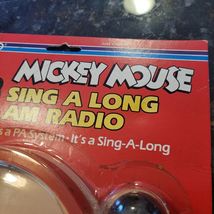 MICKEY MOUSE
SING A LONG
AM RADIO
a PA System - It's a Sing-A-Long